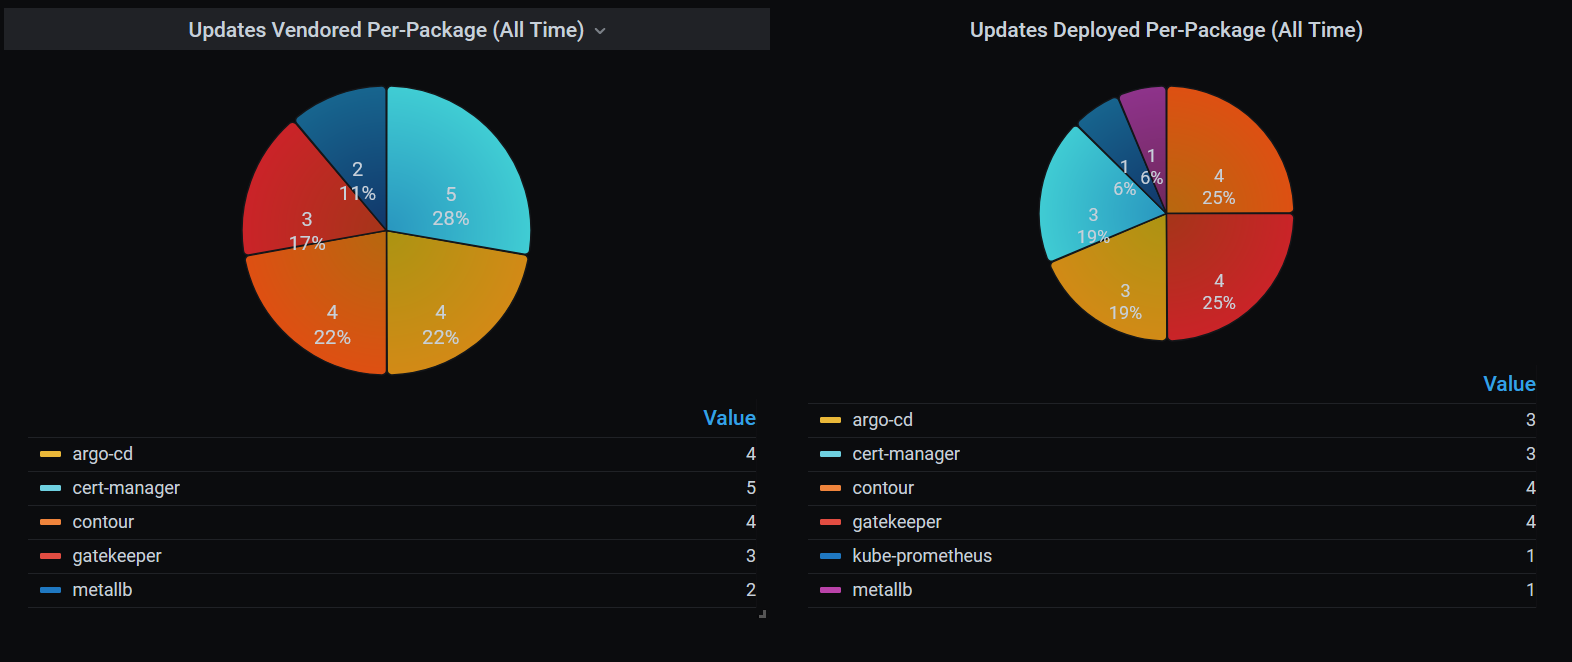 Updates Vendored Per-Package (All Time)
5
28%
4
22%
4
22%
3
17%
2
11%
Value
argo-cd 4
cert-manager 5
contour 4
gatekeeper 3
metallb 2
Updates Deployed Per-Package (All Time)
4
25%
4
25%
3
19%
3
19%
1
6%
1
6%
Value
argo-cd 3
cert-manager 3
contour 4
gatekeeper 4
kube-prometheus 1
metallb 1